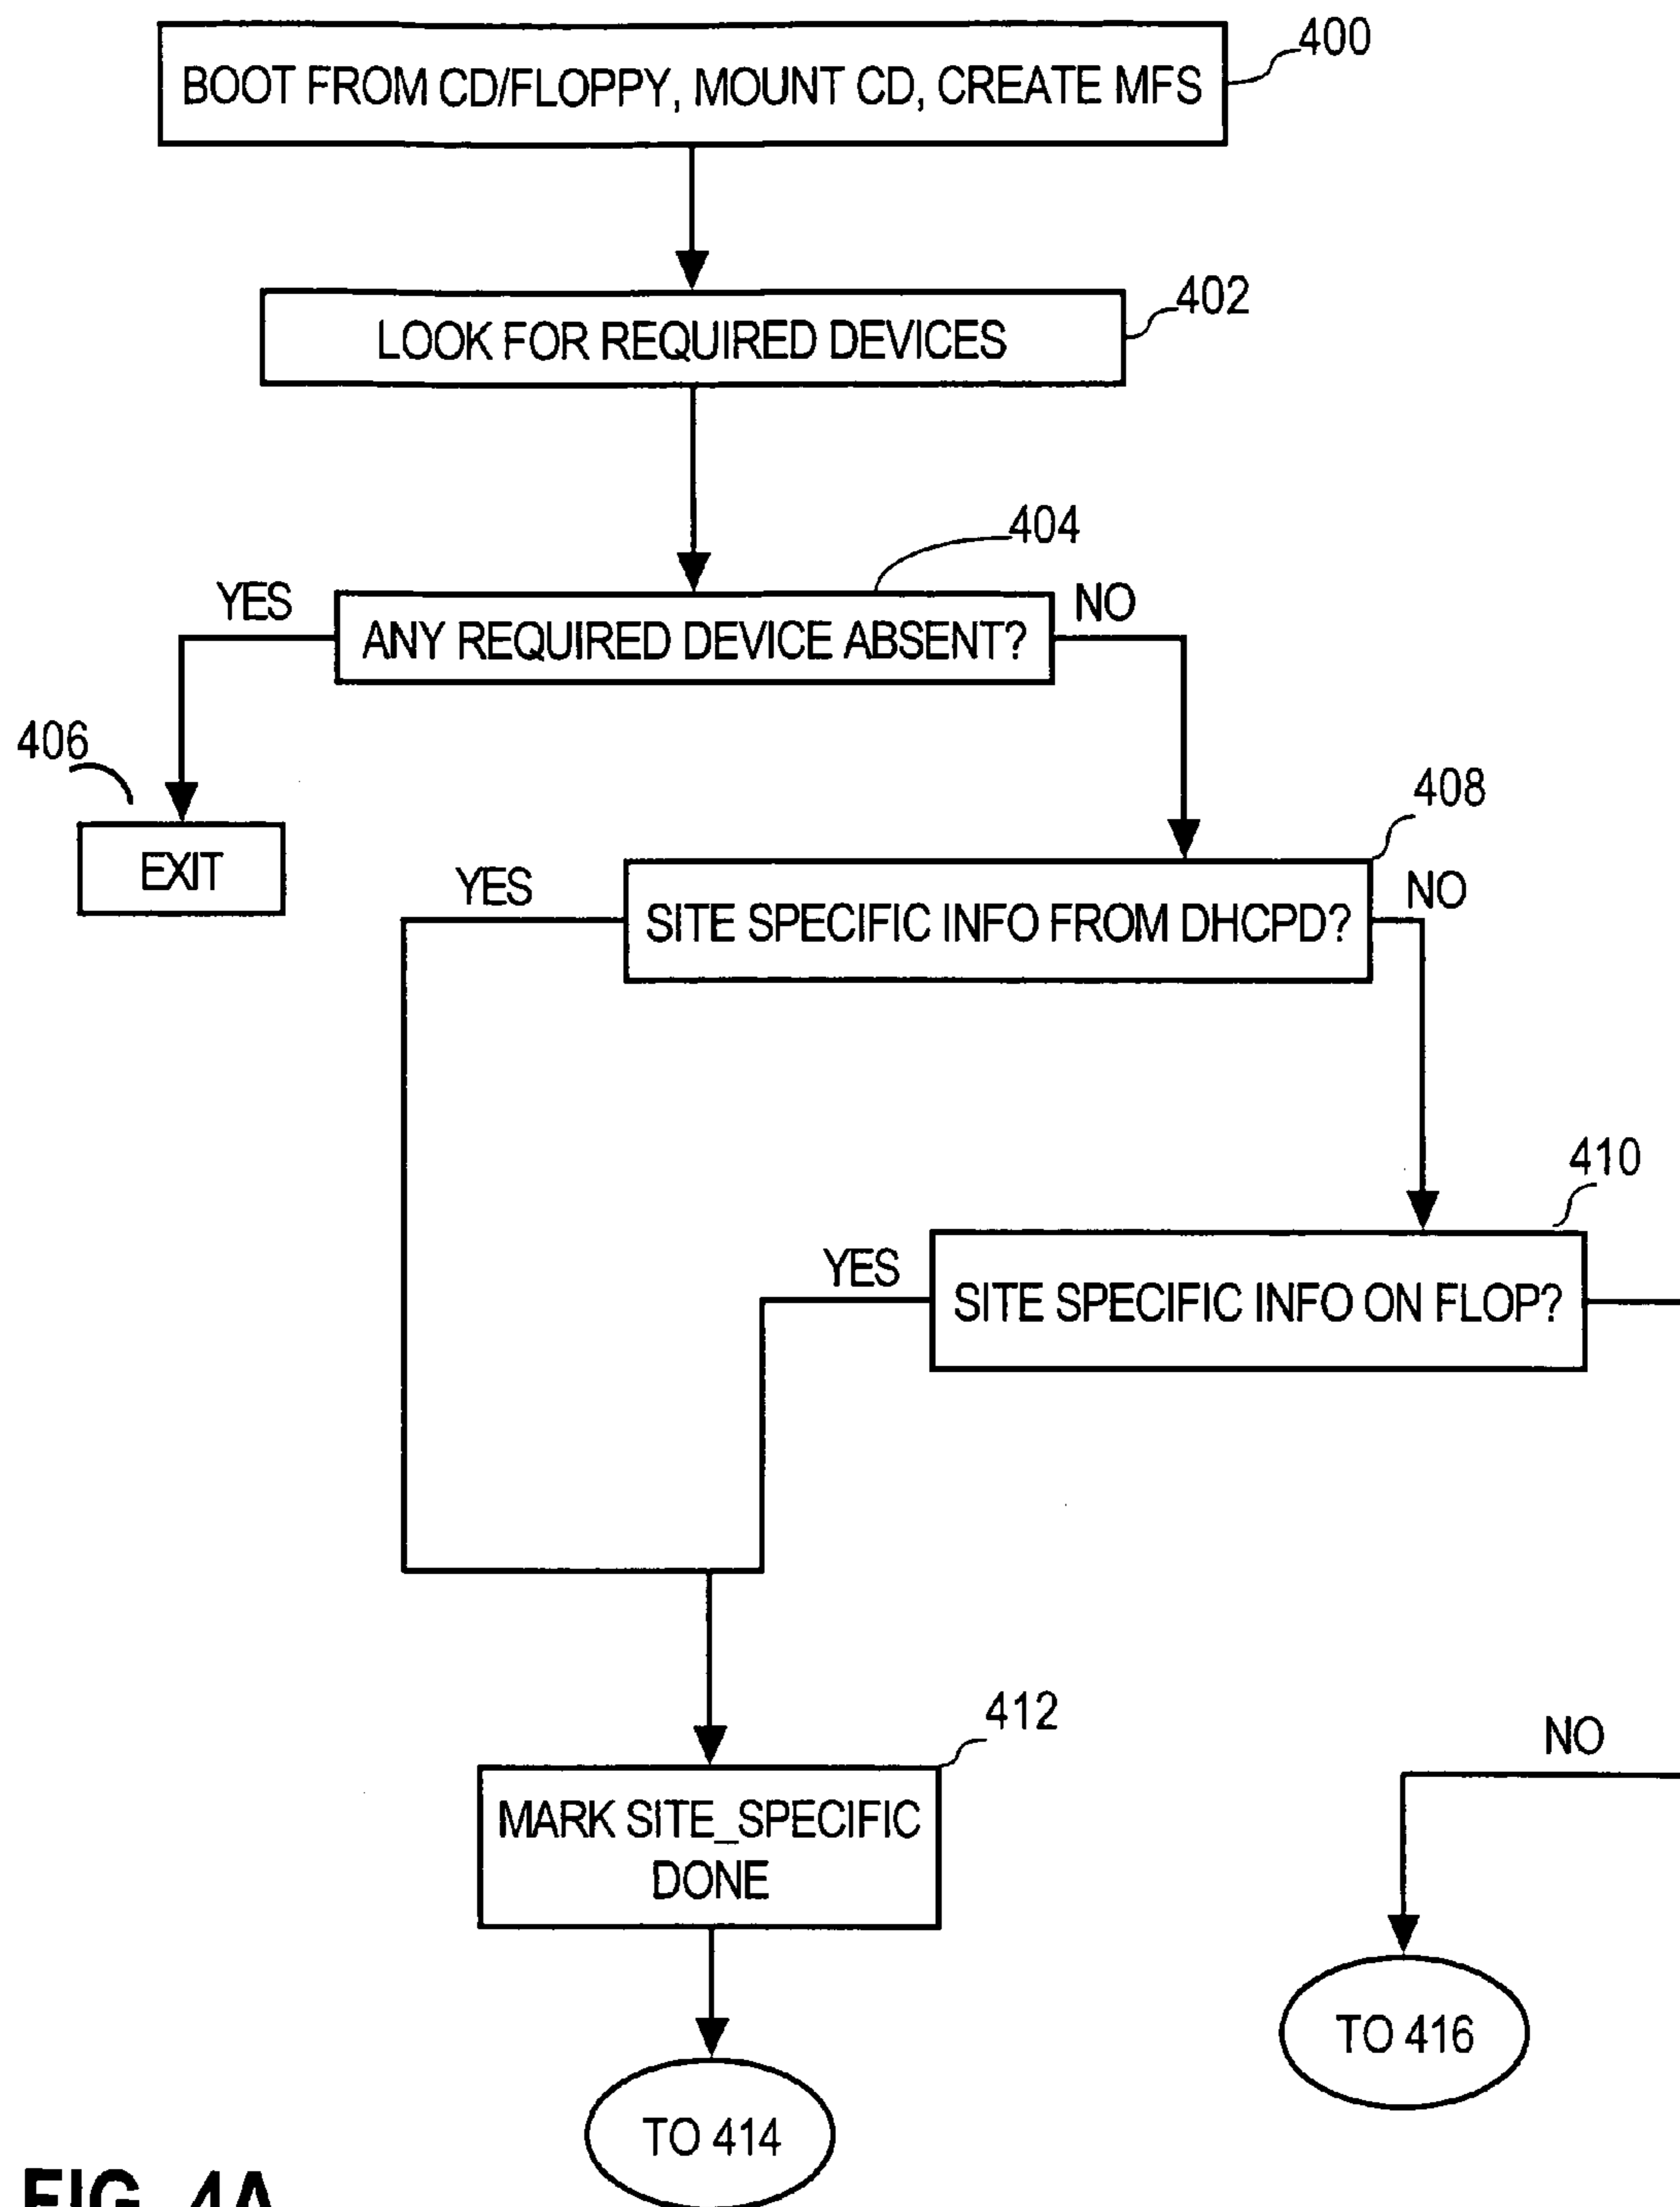 400
BOOT FROM CD/FLOPPY, MOUNT CD, CREATE MFS
402
LOOK FOR REQUIRED DEVICES
404
YES
ANY REQUIRED DEVICE ABSENT?
NO
406
EXIT
408
YES
SITE SPECIFIC INFO FROM DHCPD?
NO
410
YES
SITE SPECIFIC INFO ON FLOP?
412
MARK SITE_SPECIFIC
DONE
NO
TO 416
TO 414
FIG. 4A